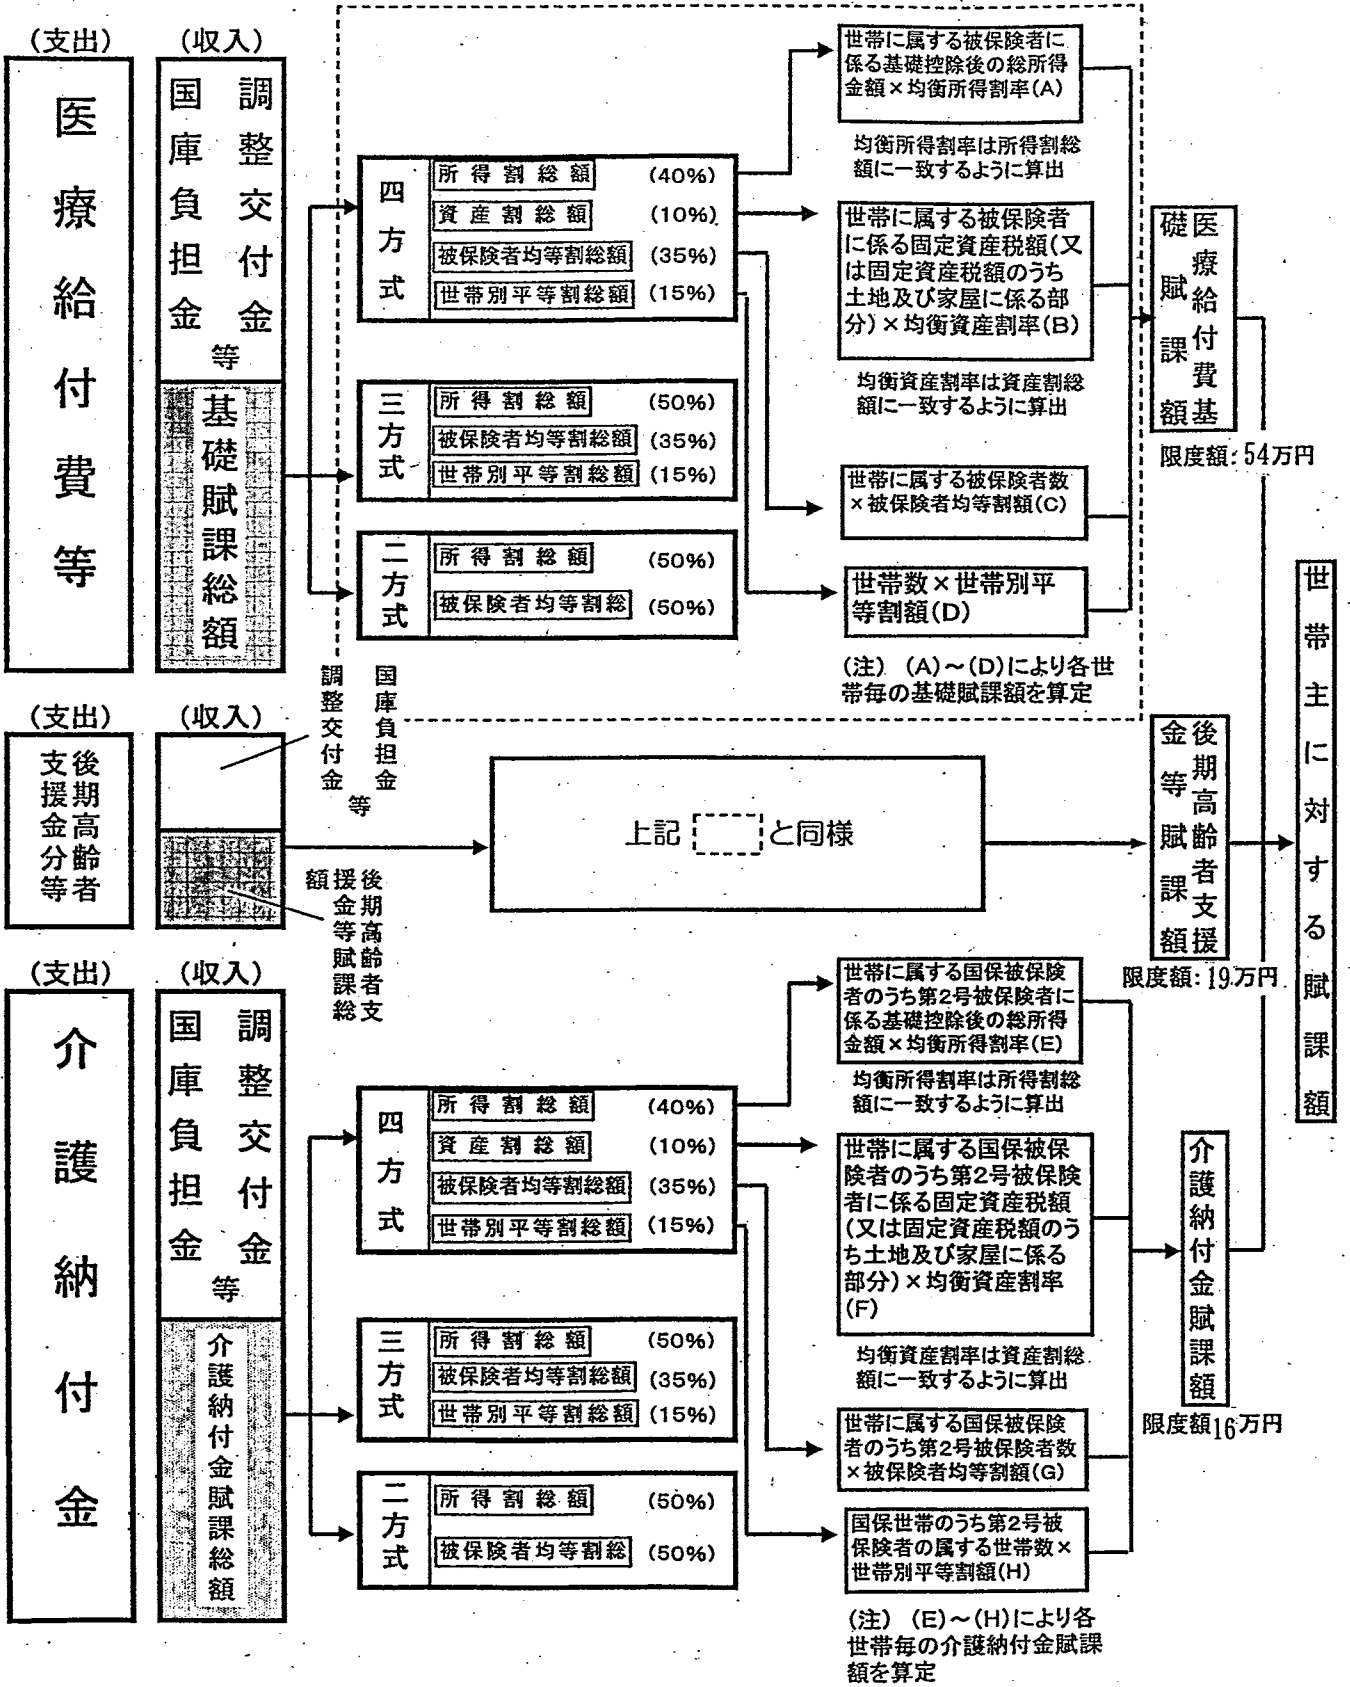 (支出)
(収入)
医療給付費等
国庫負担金
調整交付金
等
基礎賦課総額
四方式
所得割総額 (40%)
資産割総額 (10%)
被保険者均等割総額 (35%)
世帯別平等割総額 (15%)
三方式
所得割総額 (50%)
被保険者均等割総額 (35%)
世帯別平等割総額 (15%)
二方式
所得割総額 (50%)
被保険者均等割総 (50%)
世帯に属する被保険者に
係る基礎控除後の総所得
金額×均衡所得割率(A)
均衡所得割率は所得割総
額に一致するように算出
世帯に属する被保険者
に係る固定資産税額(又
は固定資産税額のうち
土地及び家屋に係る部
分)×均衡資産割率(B)
均衡資産割率は資産割総
額に一致するように算出
世帯に属する被保険者数
×被保険者均等割額(C)
世帯数×世帯別平
等割額(D)
(注) (A)～(D)により各世
帯毎の基礎賦課額を算定
医療給付費基
礎賦課額
限度額:54万円
(支出)
(収入)
後期高齢者
支援金分等
国庫負担金
調整交付金
等
後期高齢者支
援金等賦課総
額
上記 と同様
後期高齢者支援
金等賦課額
限度額:19万円
世帯主に対する賦課額
(支出)
(収入)
介護納付金
国庫負担金
調整交付金
等
介護納付金賦課総額
四方式
所得割総額 (40%)
資産割総額 (10%)
被保険者均等割総額 (35%)
世帯別平等割総額 (15%)
三方式
所得割総額 (50%)
被保険者均等割総額 (35%)
世帯別平等割総額 (15%)
二方式
所得割総額 (50%)
被保険者均等割総 (50%)
世帯に属する国保被保険
者のうち第2号被保険者に
係る基礎控除後の総所得
金額×均衡所得割率(E)
均衡所得割率は所得割総
額に一致するように算出
世帯に属する国保被保
険者のうち第2号被保険
者に係る固定資産税額
(又は固定資産税額のう
ち土地及び家屋に係る
部分)×均衡資産割率
(F)
均衡資産割率は資産割総
額に一致するように算出
世帯に属する国保被保険
者のうち第2号被保険者数
×被保険者均等割額(G)
国保世帯のうち第2号被
保険者の属する世帯数×
世帯別平等割額(H)
(注) (E)～(H)により各
世帯毎の介護納付金賦課
額を算定
介護納付金賦課額
限度額16万円